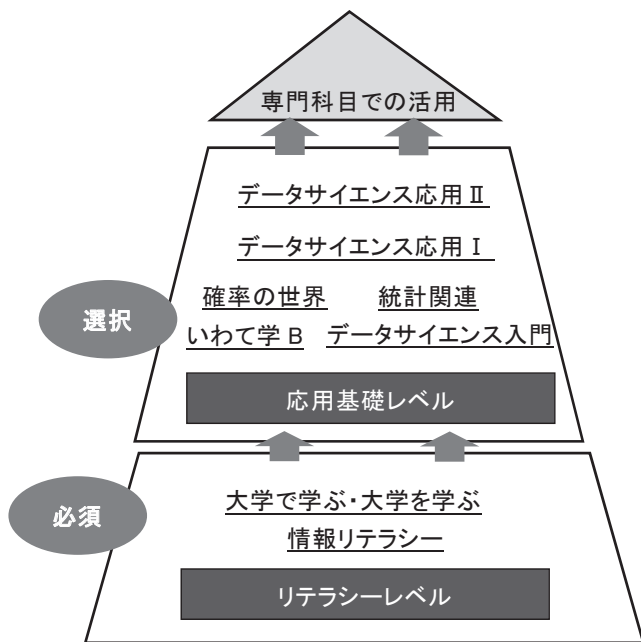 専門科目での活用
データサイエンス応用Ⅱ
データサイエンス応用Ⅰ
確率の世界 統計関連
選択
いわて学 B データサイエンス入門
応用基礎レベル
大学で学ぶ・大学を学ぶ
必須
情報リテラシー
リテラシーレベル